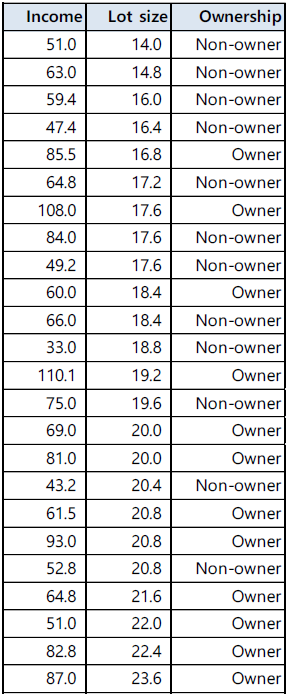 Income Lot size Ownership
51.0 14.0 Non-owner
63.0 14.8 Non-owner
59.4 16.0 Non-owner
47.4 16.4 Non-owner
85.5 16.8 Owner
64.8 17.2 Non-owner
108.0 17.6 Owner
84.0 17.6 Non-owner
49.2 17.6 Non-owner
60.0 18.4 Owner
66.0 18.4 Non-owner
33.0 18.8 Non-owner
110.1 19.2 Owner
75.0 19.6 Non-owner
69.0 20.0 Owner
81.0 20.0 Owner
43.2 20.4 Non-owner
61.5 20.8 Owner
93.0 20.8 Owner
52.8 20.8 Non-owner
64.8 21.6 Owner
51.0 22.0 Owner
82.8 22.4 Owner
87.0 23.6 Owner